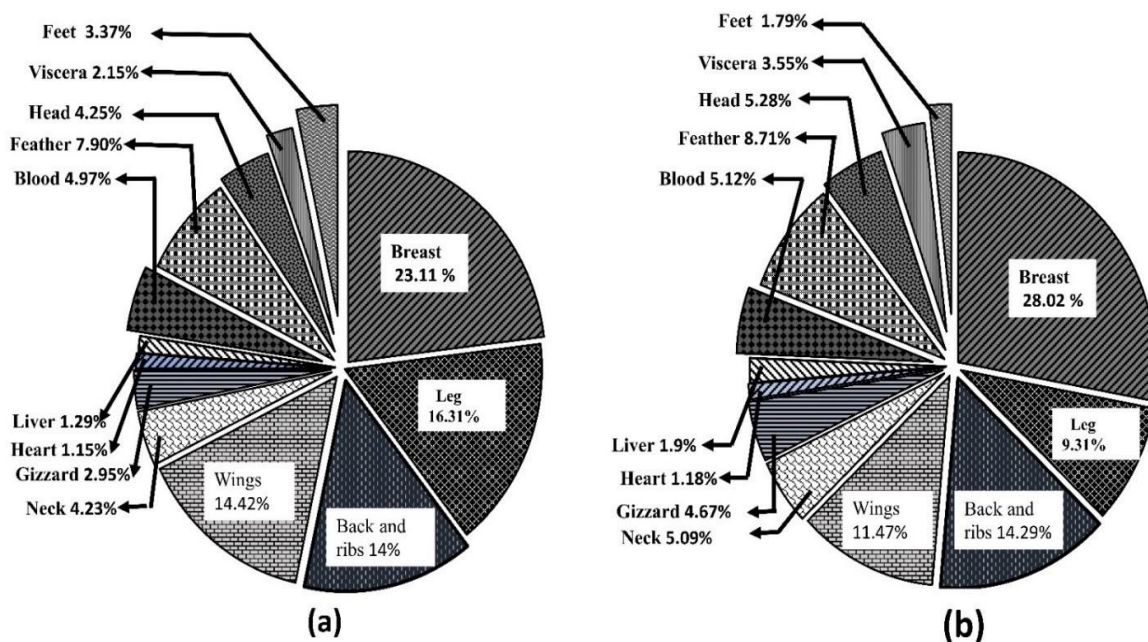 Feet 3.37%
Viscera 2.15%
Head 4.25%
Feather 7.90%
Blood 4.97%
Breast
23.11 %
Leg
16.31%
Liver 1.29%
Heart 1.15%
Gizzard 2.95%
Neck 4.23%
Wings
14.42%
Back and
ribs 14%
(a)
Feet 1.79%
Viscera 3.55%
Head 5.28%
Feather 8.71%
Blood 5.12%
Breast
28.02 %
Leg
9.31%
Liver 1.9%
Heart 1.18%
Gizzard 4.67%
Neck 5.09%
Wings
11.47%
Back and
ribs 14.29%
(b)